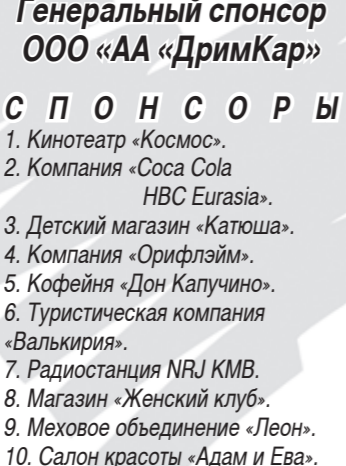 Генеральный спонсор
ООО «АА «ДримКар»
СПОНСОРЫ
1. Кинотеатр «Космос».
2. Компания «Coca Cola
HBC Eurasia».
3. Детский магазин «Катюша».
4. Компания «Орифлэйм».
5. Кофейня «Дон Капучино».
6. Туристическая компания
«Валькирия».
7. Радиостанция NRJ КМВ.
8. Магазин «Женский клуб».
9. Меховое объединение «Леон».
10. Салон красоты «Адам и Ева».